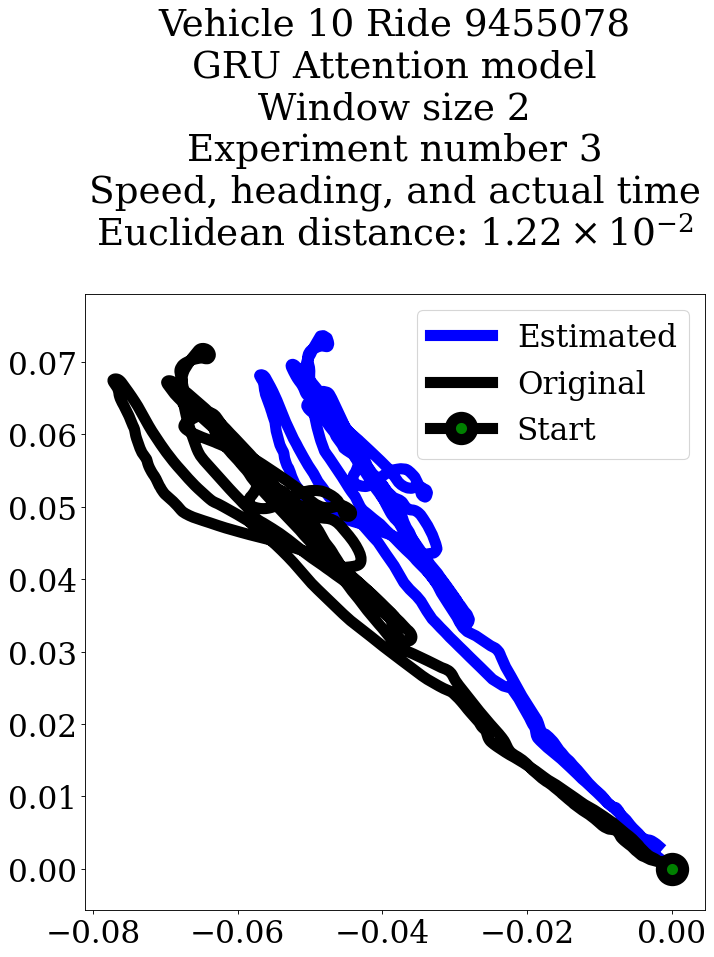 Vehicle 10 Ride 9455078
GRU Attention model
Window size 2
Experiment number 3
Speed, heading, and actual time
Euclidean distance: 1.22 × 10⁻²
Estimated
Original
Start
0.07
0.06
0.05
0.04
0.03
0.02
0.01
0.00
−0.08 −0.06 −0.04 −0.02 0.00